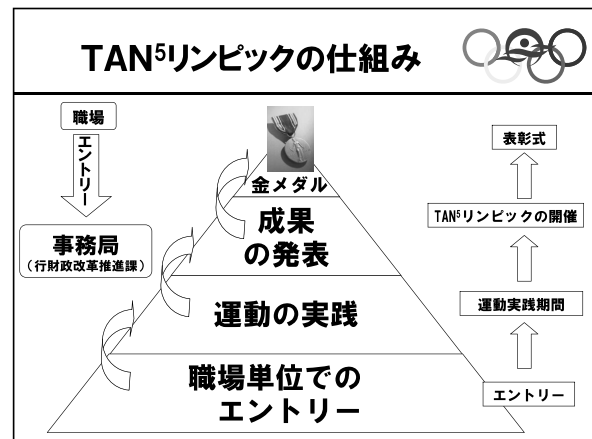 TAN⁵リンピックの仕組み
職場
エントリー
事務局
（行財政改革推進課）
金メダル
成果
の発表
運動の実践
職場単位での
エントリー
表彰式
TAN⁵リンピックの開催
運動実践期間
エントリー